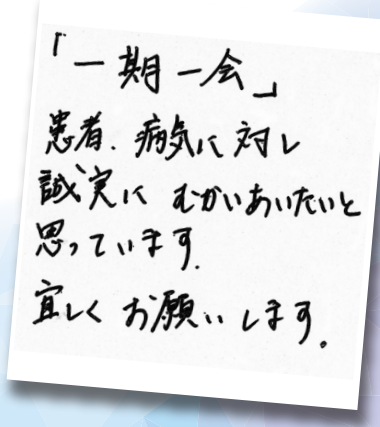 「一期一会」
患者、病気に対し
誠実に むかいあいたいと
思っています.
宜しく お願いします。